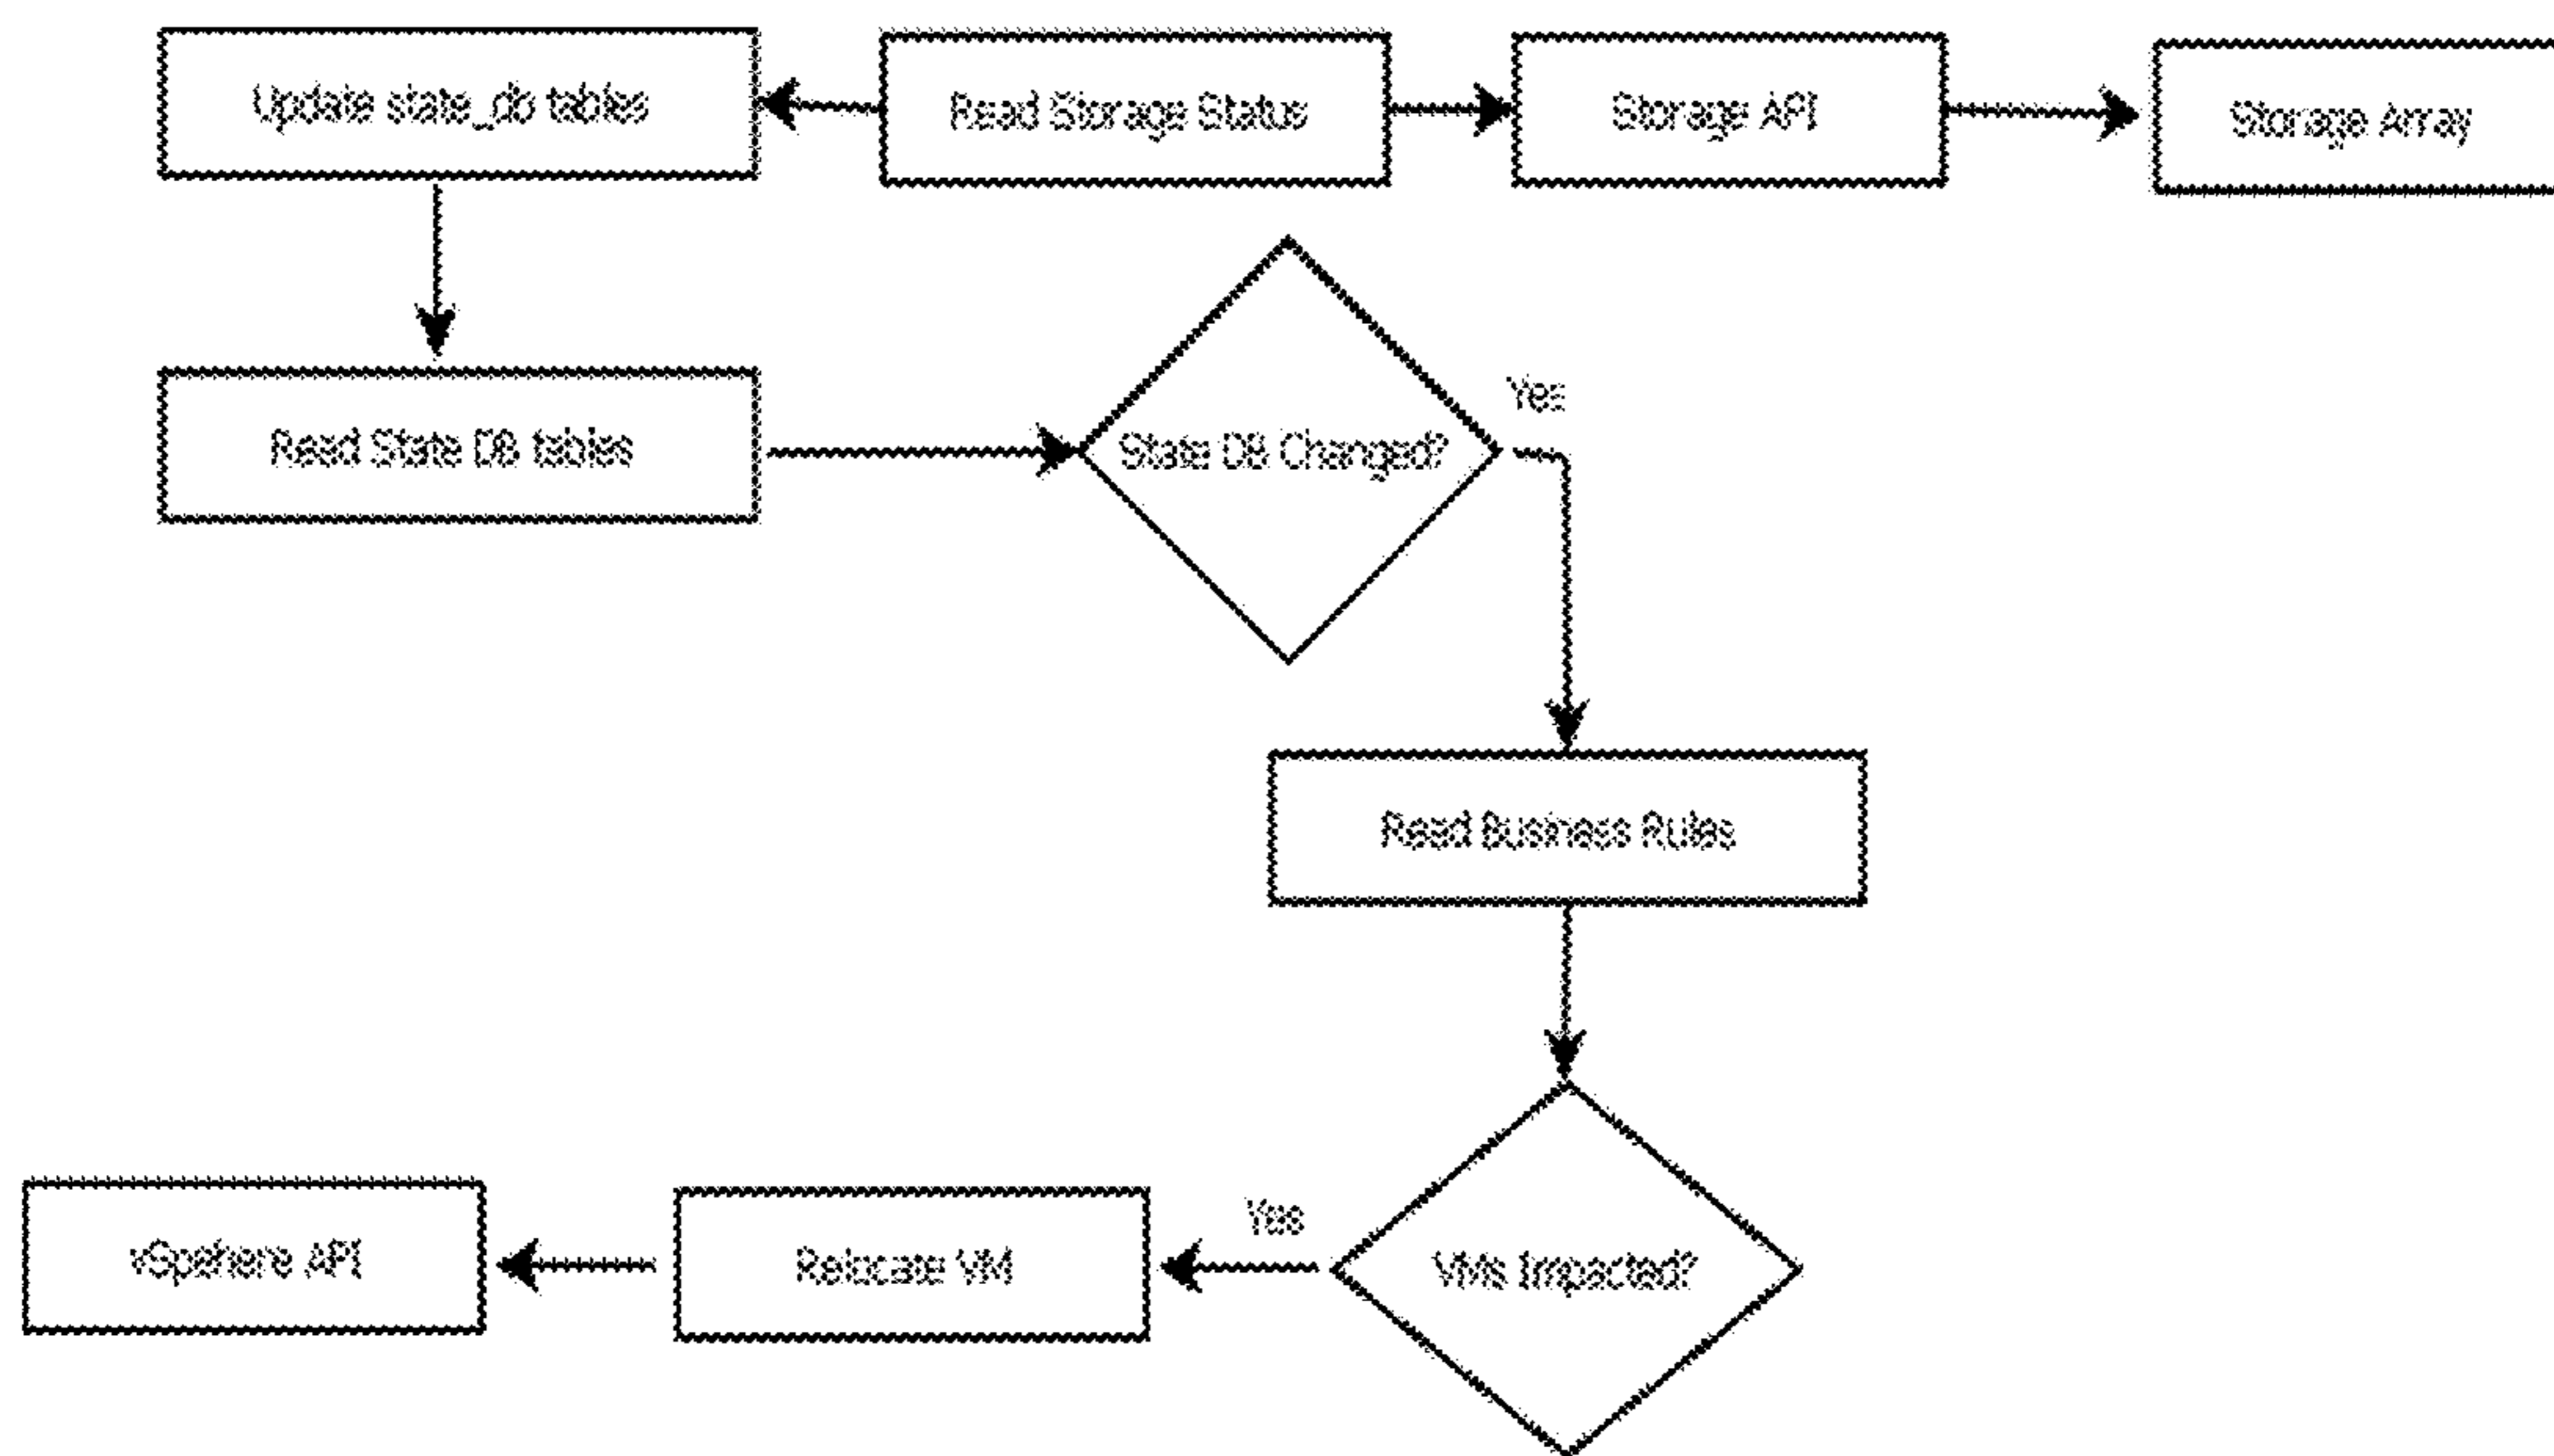 Update state_db tables
Read Storage Status
Storage API
Storage Array
Read State DB tables
State DB Changed?
Yes
Read Business Rules
vSpehere API
Relocate VM
Yes
VMs Impacted?